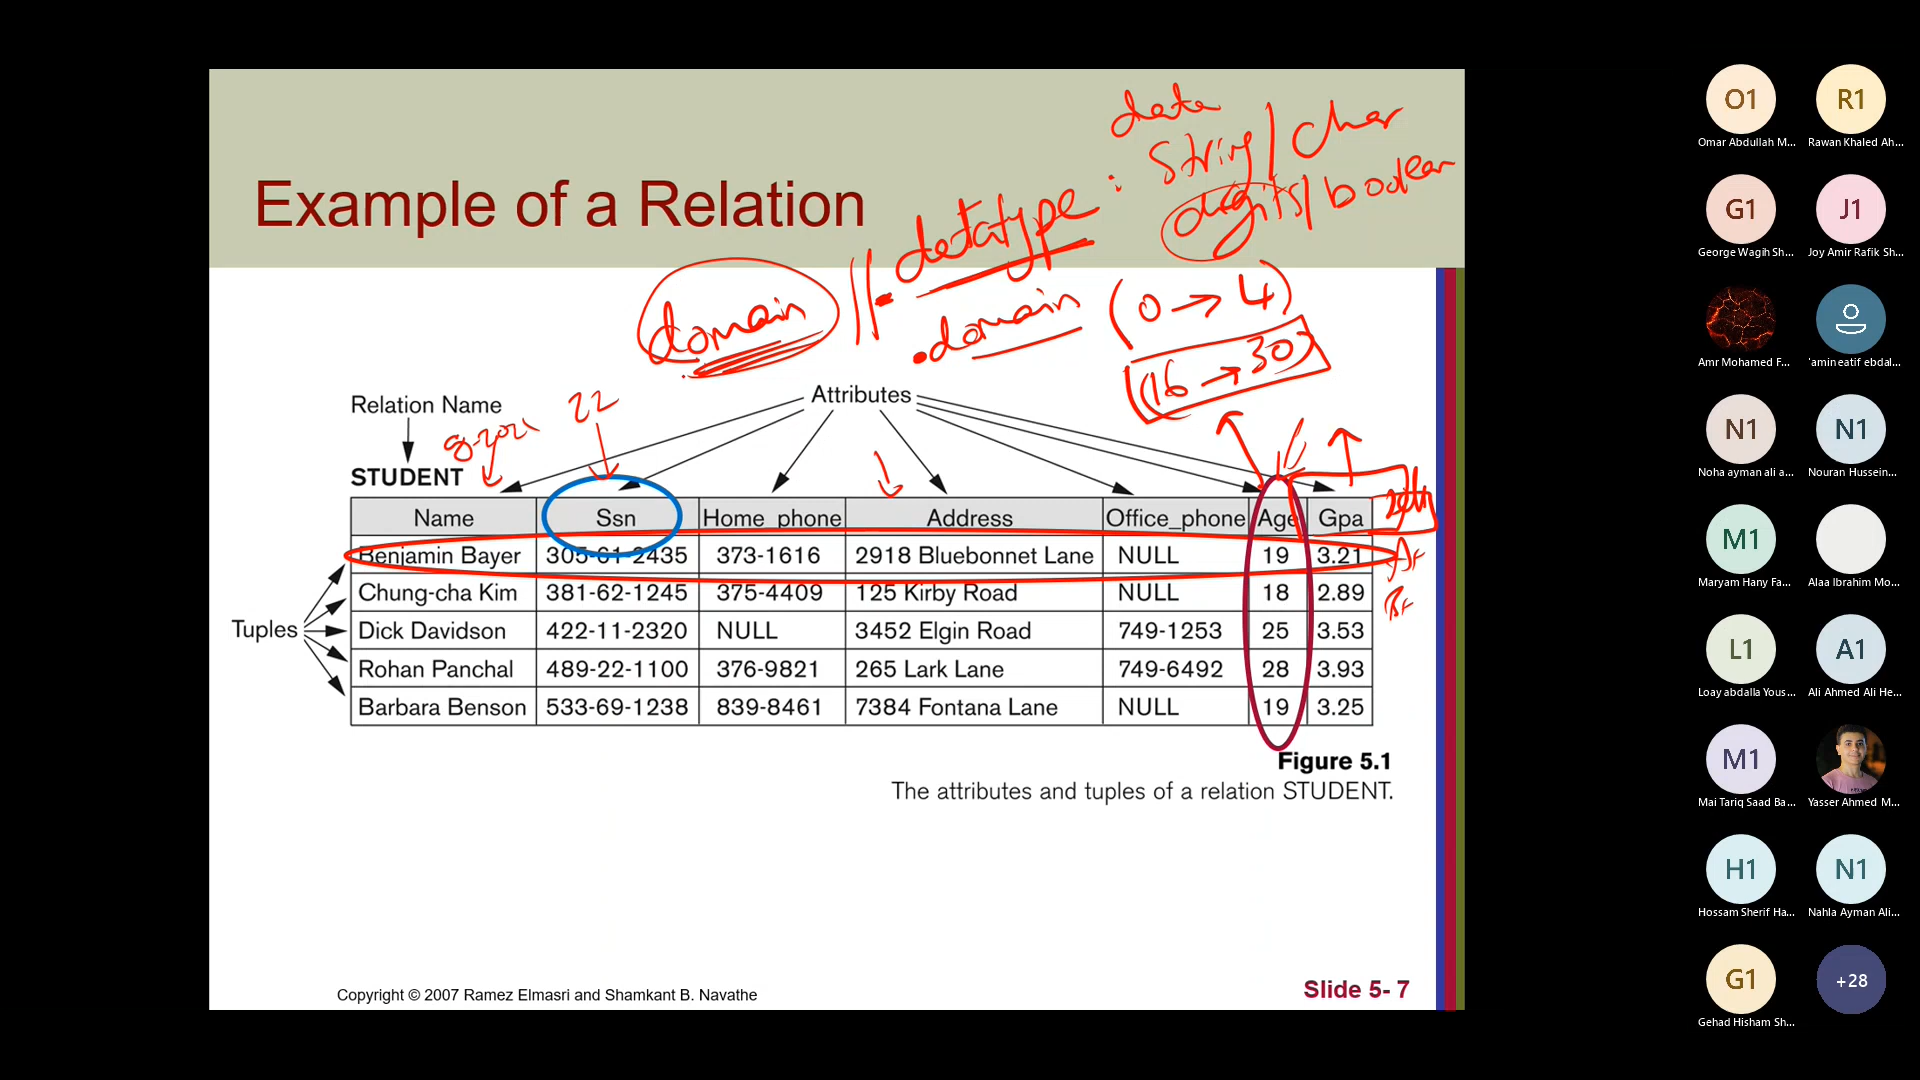 Example of a Relation
date
String / Char
datatype : digits / boolean
domain // . datatype
. domain (0 → 4)
(16 → 30)
Attributes
Relation Name
8-2021
22
STUDENT
Name Ssn Home_phone Address Office_phone Age Gpa
Benjamin Bayer 305-61-2435 373-1616 2918 Bluebonnet Lane NULL 19 3.21 A+
Chung-cha Kim 381-62-1245 375-4409 125 Kirby Road NULL 18 2.89 B+
Tuples
Dick Davidson 422-11-2320 NULL 3452 Elgin Road 749-1253 25 3.53
Rohan Panchal 489-22-1100 376-9821 265 Lark Lane 749-6492 28 3.93
Barbara Benson 533-69-1238 839-8461 7384 Fontana Lane NULL 19 3.25
Figure 5.1
The attributes and tuples of a relation STUDENT.
Copyright © 2007 Ramez Elmasri and Shamkant B. Navathe
Slide 5- 7
O1 R1
Omar Abdullah M... Rawan Khaled Ah...
G1 J1
George Wagih Sh... Joy Amir Rafik Sh...
Amr Mohamed F... 'amin eatif ebdal...
N1 N1
Noha ayman ali a... Nouran Hussein...
M1
Maryam Hany Fa... Alaa Ibrahim Mo...
L1 A1
Loay abdalla Yous... Ali Ahmed Ali He...
M1
Mai Tariq Saad Ba... Yasser Ahmed M...
H1 N1
Hossam Sherif Ha... Nahla Ayman Ali...
G1 +28
Gehad Hisham Sh...